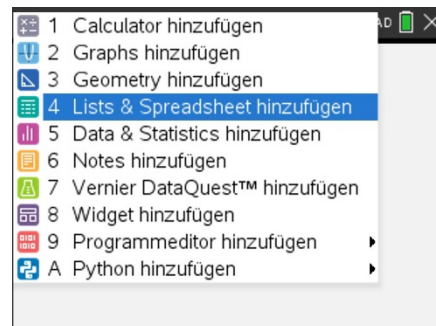 1 Calculator hinzufügen
2 Graphs hinzufügen
3 Geometry hinzufügen
4 Lists & Spreadsheet hinzufügen
5 Data & Statistics hinzufügen
6 Notes hinzufügen
7 Vernier DataQuest™ hinzufügen
8 Widget hinzufügen
9 Programmeditor hinzufügen
A Python hinzufügen